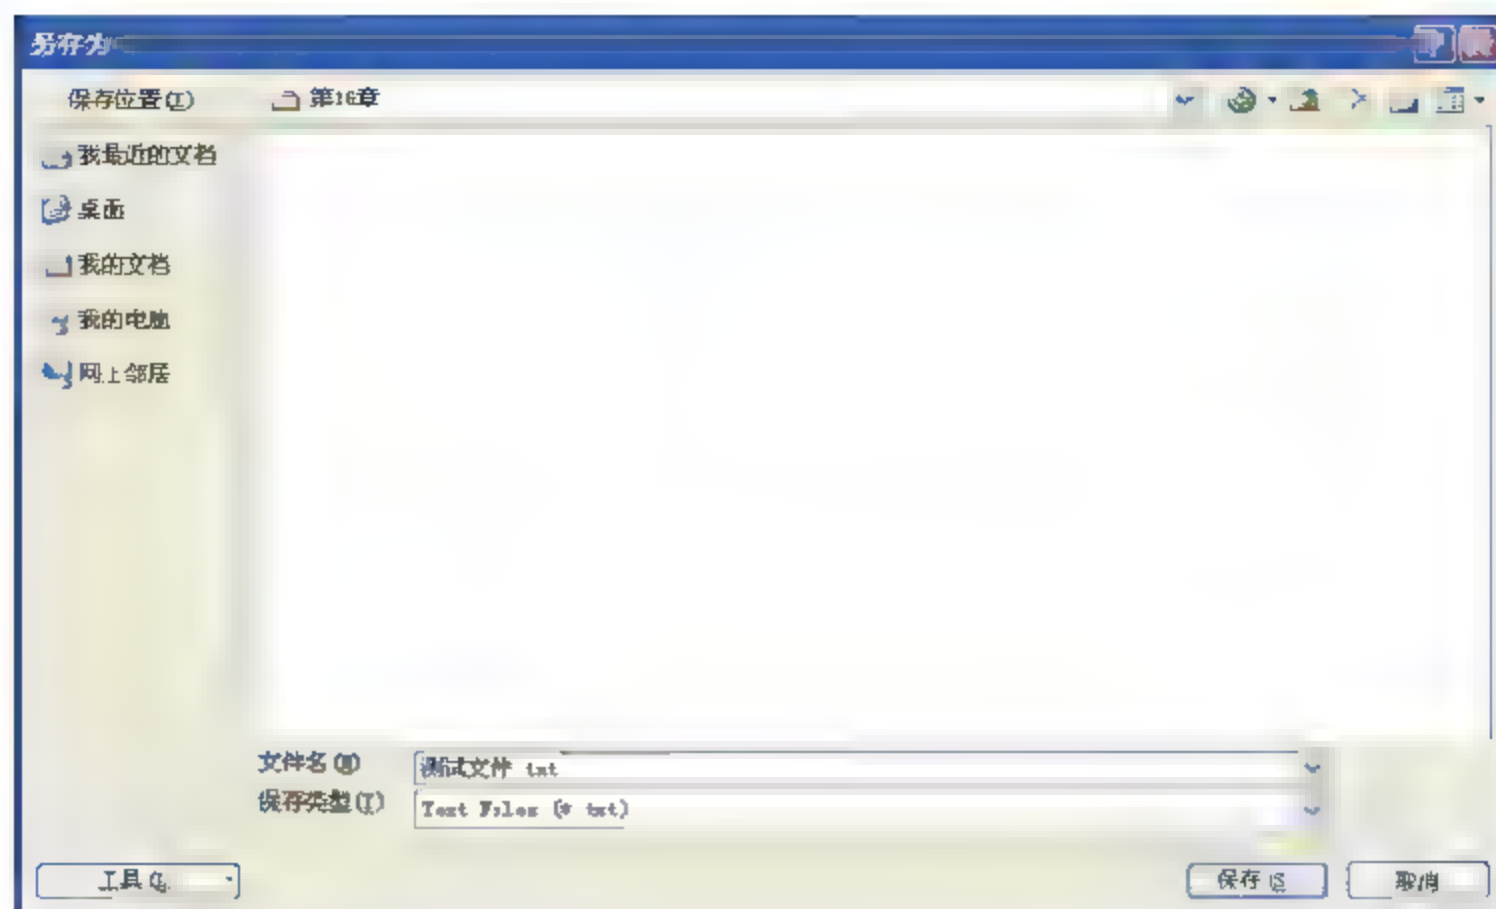 另存为
保存位置(I) 第16章
我最近的文档
桌面
我的文档
我的电脑
网上邻居
文件名(N) 测试文件 txt
保存类型(T) Text Files (* txt)
工具(L)
保存(S)
取消